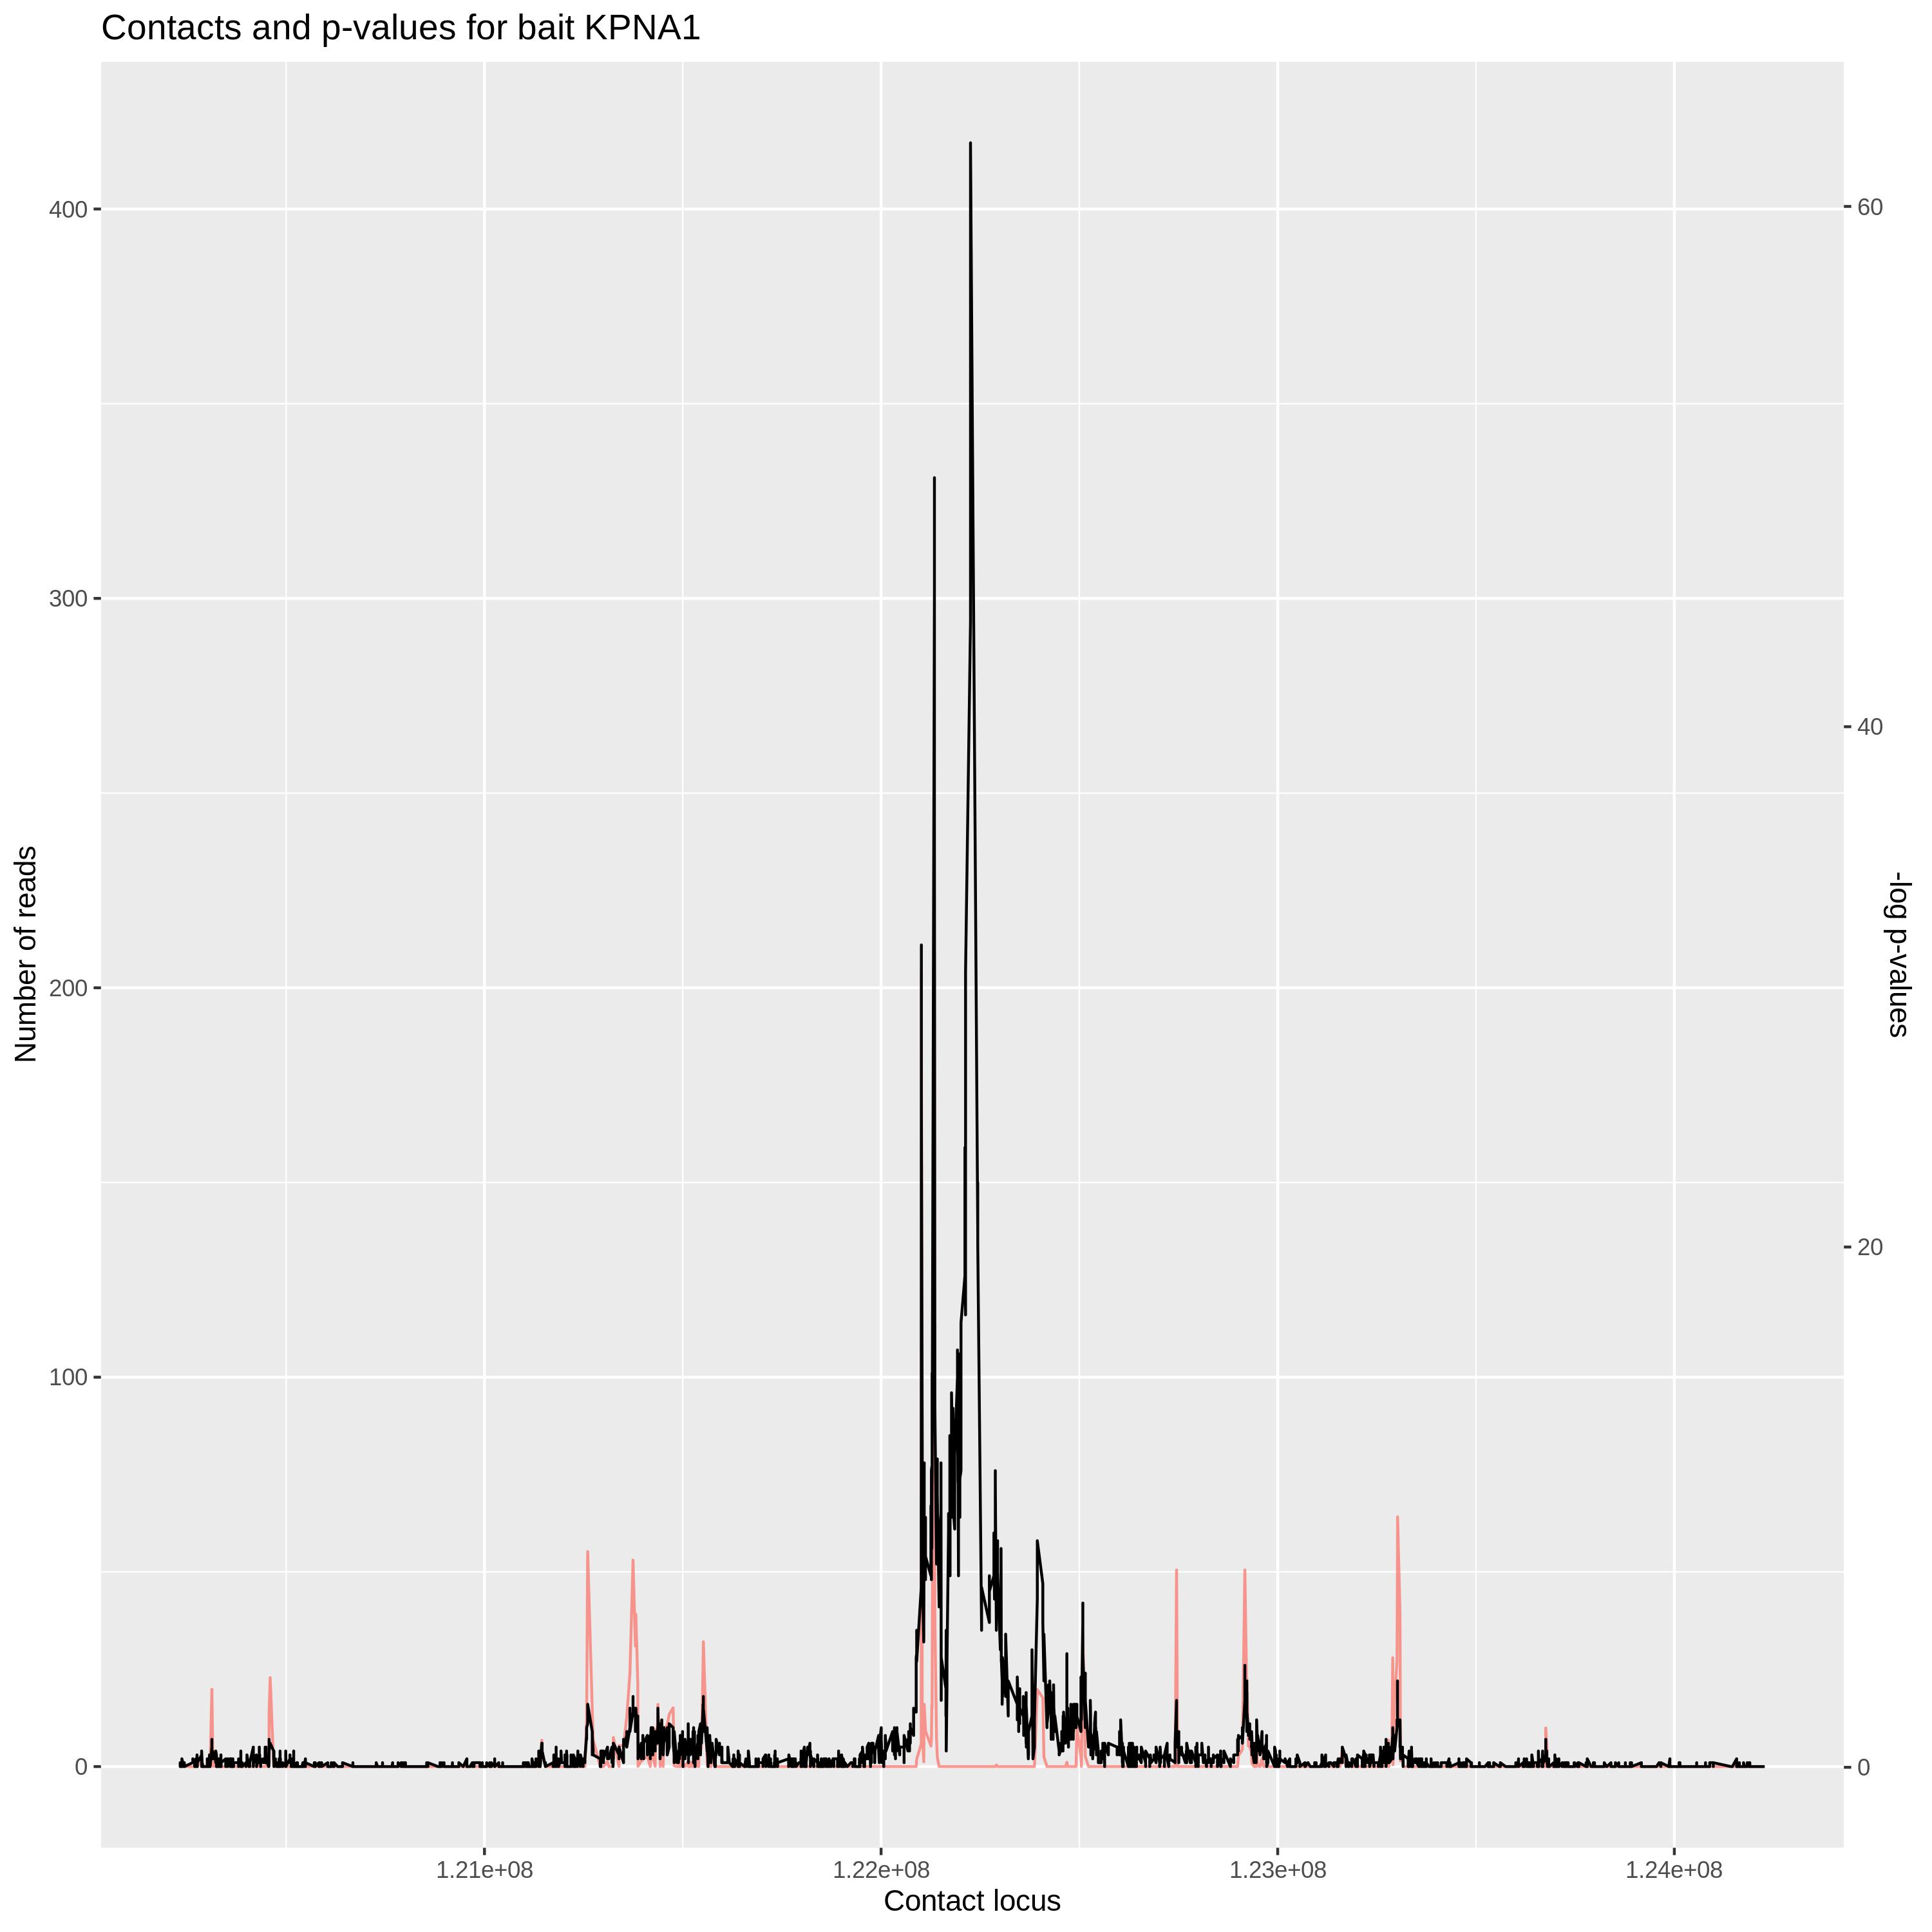 Contacts and p-values for bait KPNA1
400
300
200
100
0
60
40
20
0
Number of reads
-log p-values
1.21e+08
1.22e+08
1.23e+08
1.24e+08
Contact locus